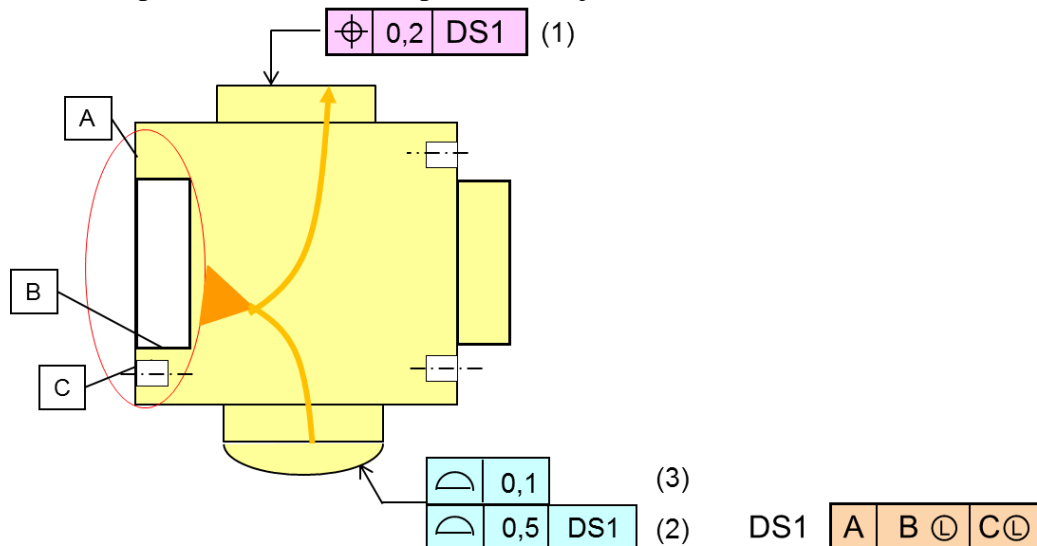 ⌖ 0,2 DS1 (1)
A
B
C
⌓ 0,1 (3)
⌓ 0,5 DS1 (2) DS1 A B Ⓛ C Ⓛ